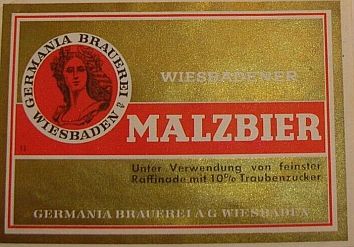 GERMANIA BRAUEREI
WIESBADEN
WIESBADENER
MALZBIER
Unter Verwendung von feinster
Raffinade mit 10% Traubenzucker
GERMANIA BRAUEREI A G WIESBADEN